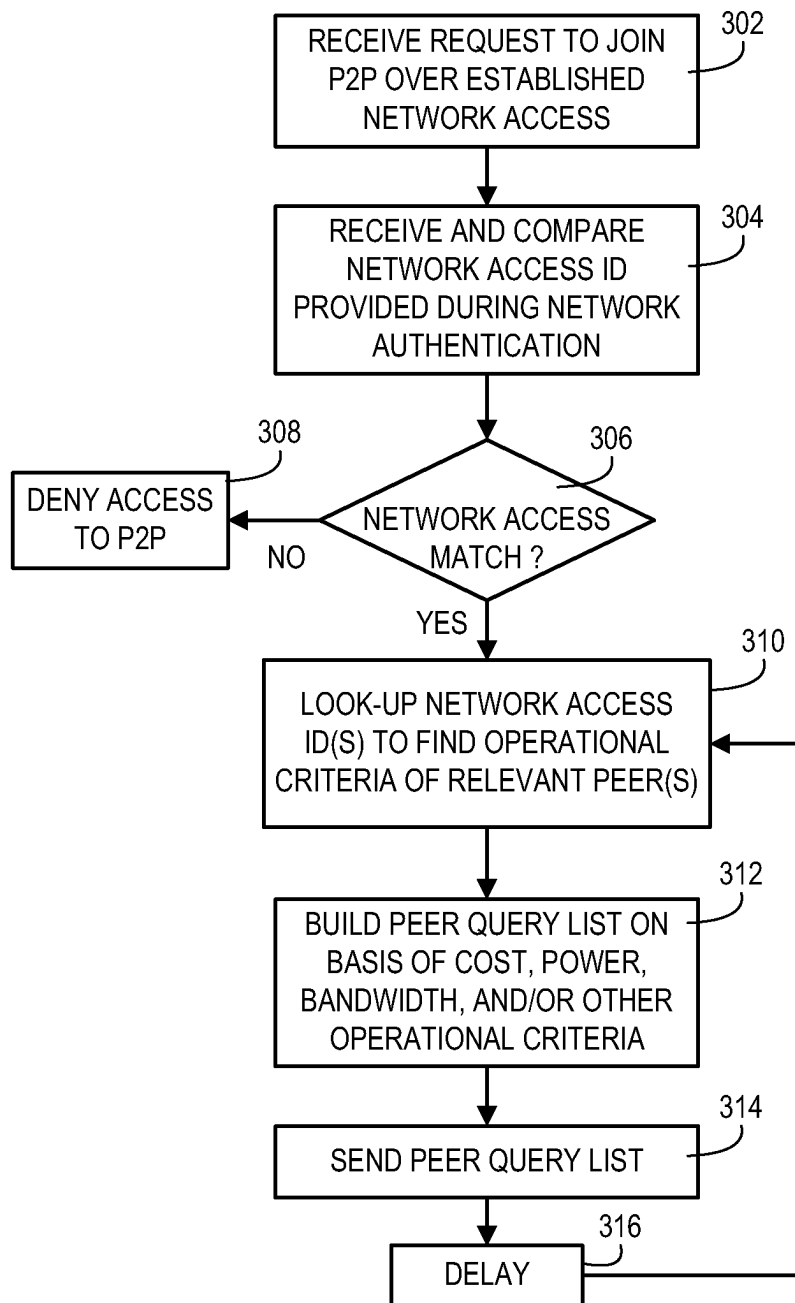 RECEIVE REQUEST TO JOIN
P2P OVER ESTABLISHED
NETWORK ACCESS
302
RECEIVE AND COMPARE
NETWORK ACCESS ID
PROVIDED DURING NETWORK
AUTHENTICATION
304
306
NETWORK ACCESS
MATCH ?
308
DENY ACCESS
TO P2P
NO
YES
310
LOOK-UP NETWORK ACCESS
ID(S) TO FIND OPERATIONAL
CRITERIA OF RELEVANT PEER(S)
312
BUILD PEER QUERY LIST ON
BASIS OF COST, POWER,
BANDWIDTH, AND/OR OTHER
OPERATIONAL CRITERIA
314
SEND PEER QUERY LIST
316
DELAY